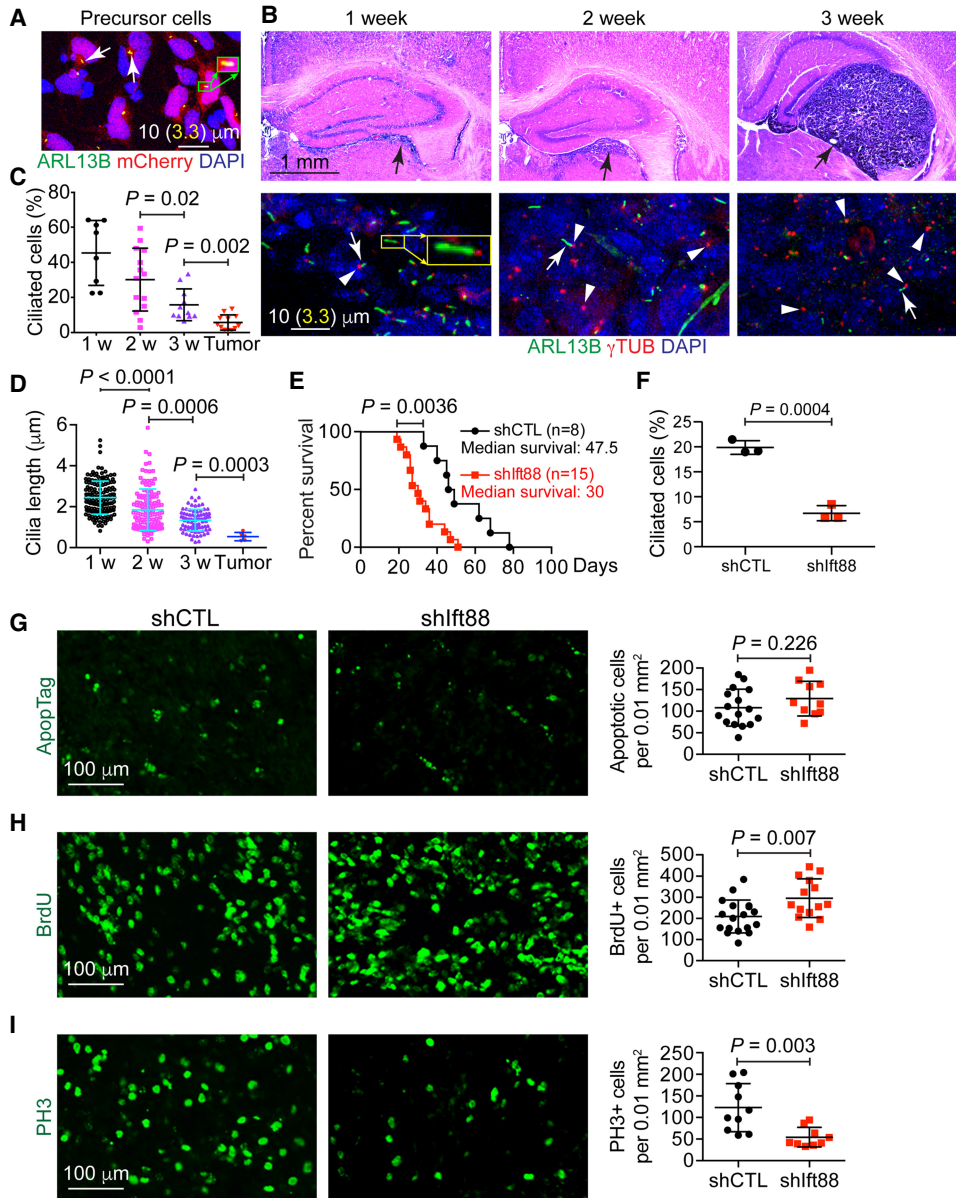 A
Precursor cells
10 (3.3) μm
ARL13B mCherry DAPI
B
1 week
2 week
3 week
1 mm
10 (3.3) μm
ARL13B γTUB DAPI
C
Ciliated cells (%)
80
60
40
20
0
P = 0.02
P = 0.002
1 w
2 w
3 w
Tumor
D
Cilia length (μm)
6
4
2
0
P < 0.0001
P = 0.0006
P = 0.0003
1 w
2 w
3 w
Tumor
E
Percent survival
100
50
0
P = 0.0036
shCTL (n=8)
Median survival: 47.5
shIft88 (n=15)
Median survival: 30
0
20
40
60
80
100
Days
F
Ciliated cells (%)
25
20
15
10
5
0
P = 0.0004
shCTL
shIft88
shCTL
shIft88
G
ApopTag
100 μm
Apoptotic cells
per 0.01 mm²
200
150
100
50
0
P = 0.226
shCTL
shIft88
H
BrdU
100 μm
BrdU+ cells
per 0.01 mm²
500
400
300
200
100
0
P = 0.007
shCTL
shIft88
I
PH3
100 μm
PH3+ cells
per 0.01 mm²
250
200
150
100
50
0
P = 0.003
shCTL
shIft88